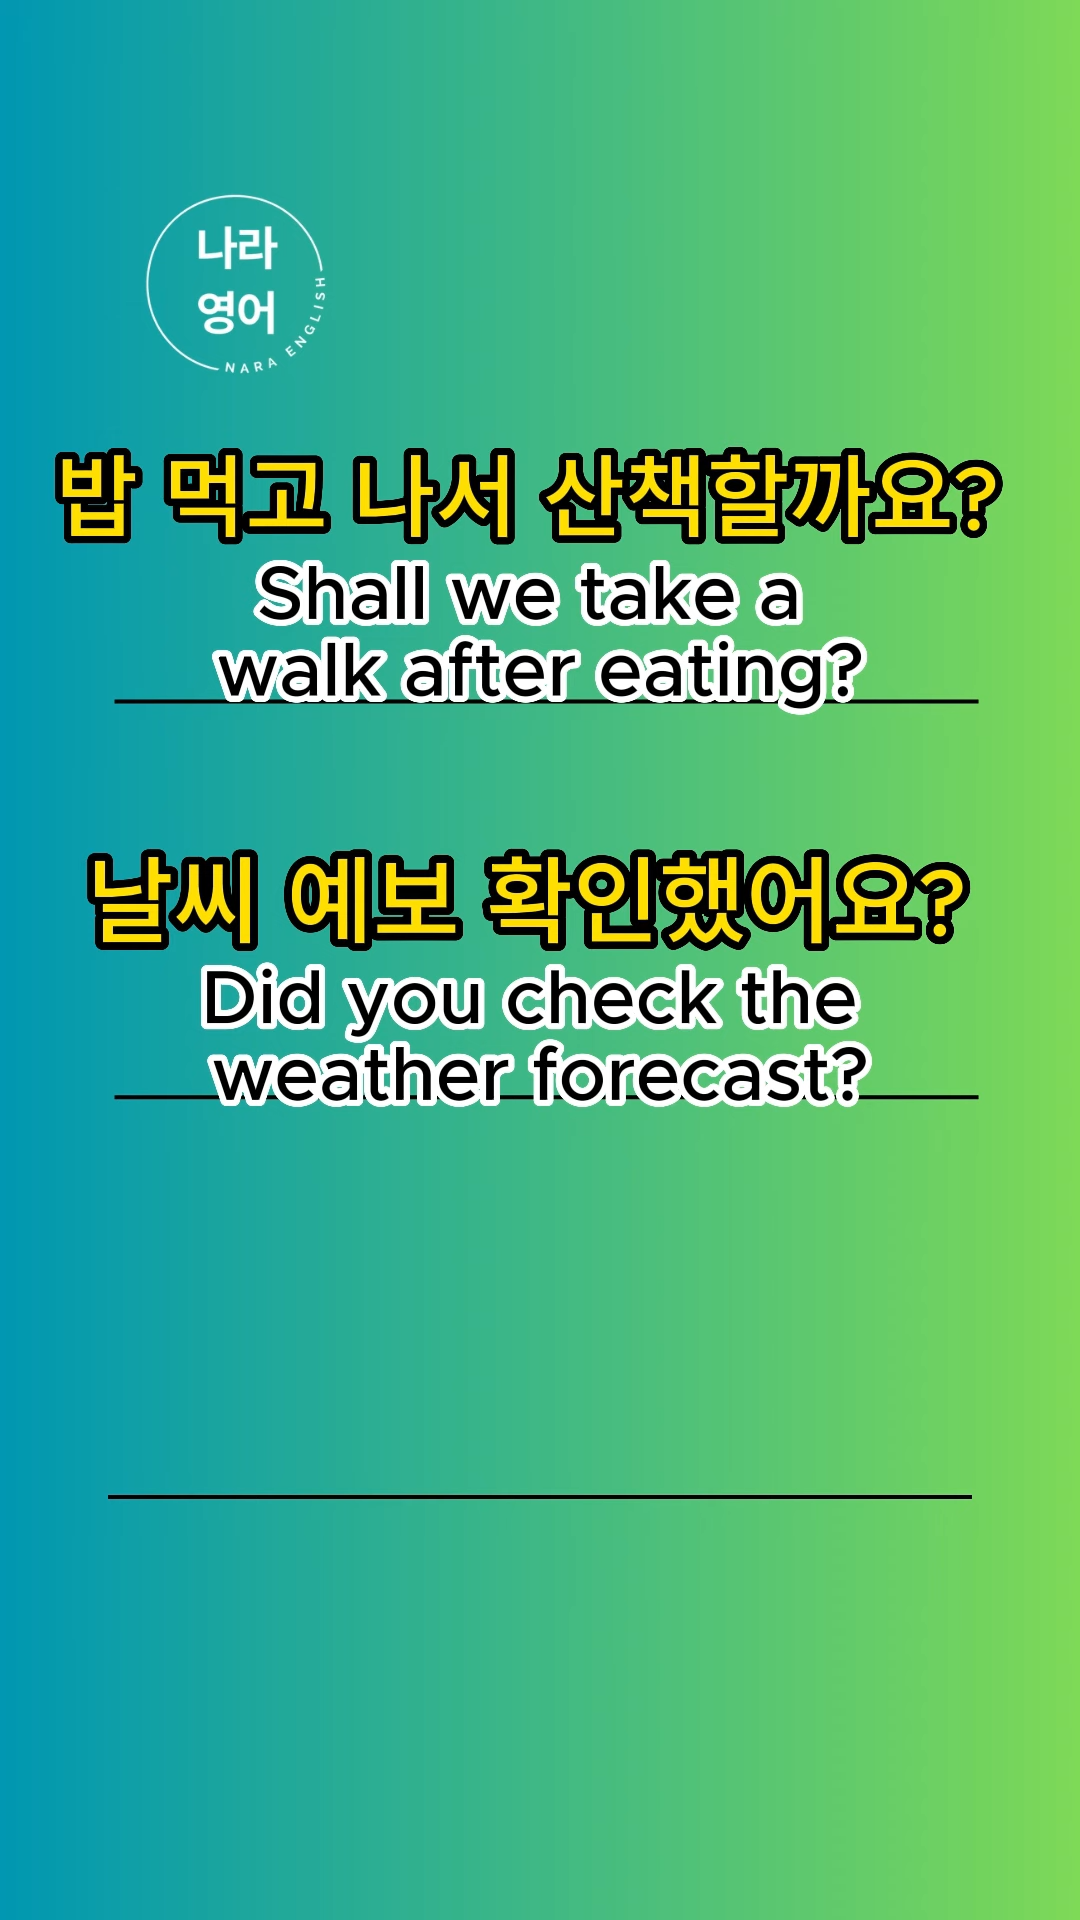 나라
영어
NARA ENGLISH
밥 먹고 나서 산책할까요?
Shall we take a
walk after eating?
날씨 예보 확인했어요?
Did you check the
weather forecast?